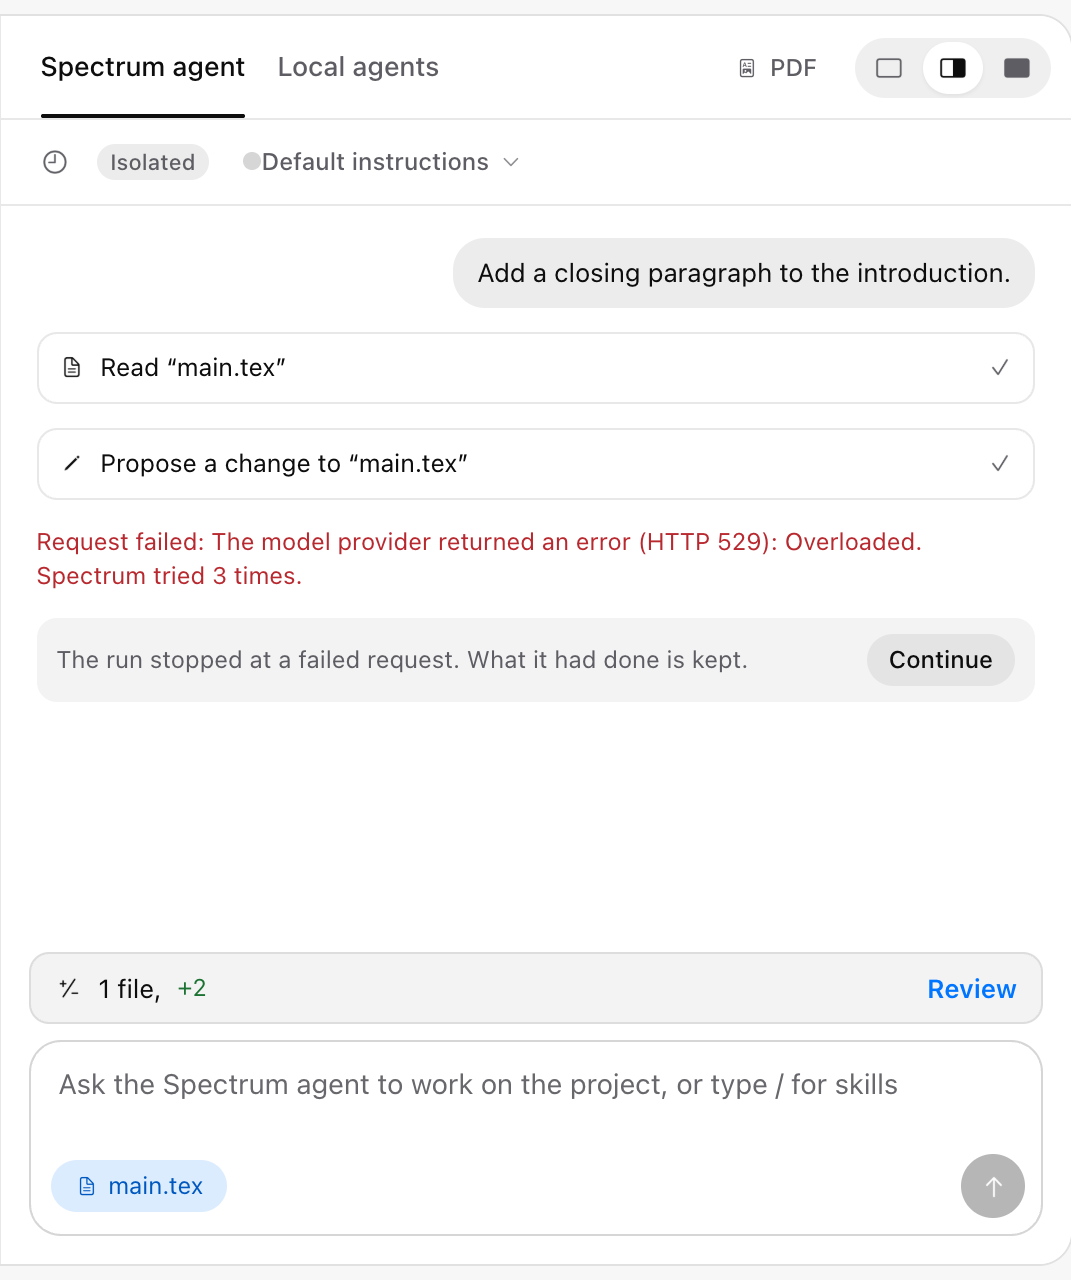 Spectrum agent
Local agents
PDF
Isolated
Default instructions
Add a closing paragraph to the introduction.
Read “main.tex”
Propose a change to “main.tex”
Request failed: The model provider returned an error (HTTP 529): Overloaded.
Spectrum tried 3 times.
The run stopped at a failed request. What it had done is kept.
Continue
1 file, +2
Review
Ask the Spectrum agent to work on the project, or type / for skills
main.tex